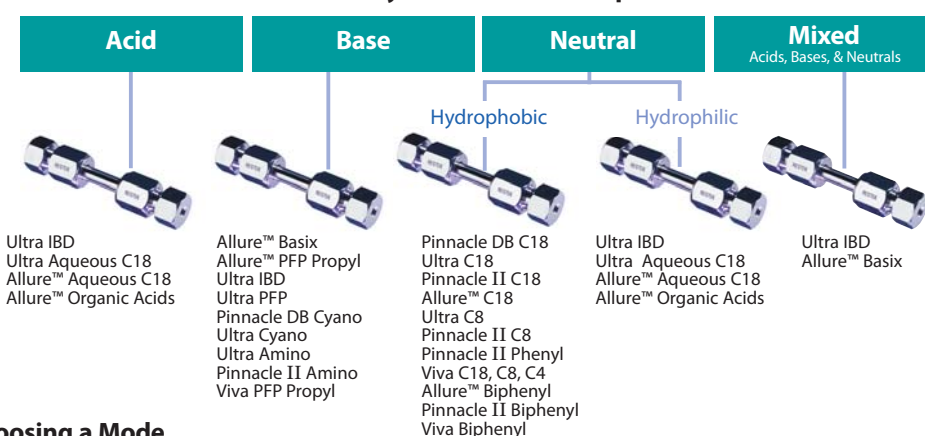 Acid
Base
Neutral
Mixed
Acids, Bases, & Neutrals
Hydrophobic
Hydrophilic
Ultra IBD
Ultra Aqueous C18
Allure™ Aqueous C18
Allure™ Organic Acids
Allure™ Basix
Allure™ PFP Propyl
Ultra IBD
Ultra PFP
Pinnacle DB Cyano
Ultra Cyano
Ultra Amino
Pinnacle II Amino
Viva PFP Propyl
Pinnacle DB C18
Ultra C18
Pinnacle II C18
Allure™ C18
Ultra C8
Pinnacle II C8
Pinnacle II Phenyl
Viva C18, C8, C4
Allure™ Biphenyl
Pinnacle II Biphenyl
Viva Biphenyl
Ultra IBD
Ultra Aqueous C18
Allure™ Aqueous C18
Allure™ Organic Acids
Ultra IBD
Allure™ Basix
a Mode